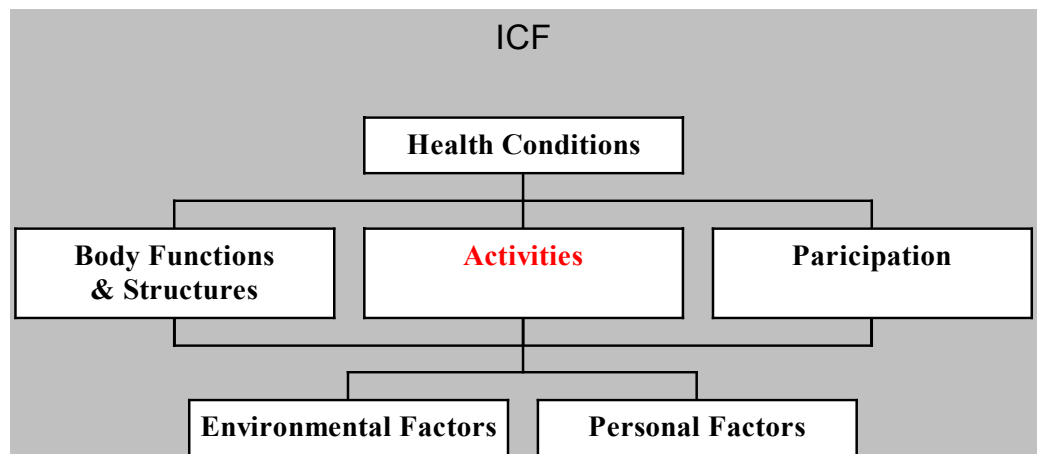 ICF
Health Conditions
Body Functions
& Structures
Activities
Paricipation
Environmental Factors
Personal Factors